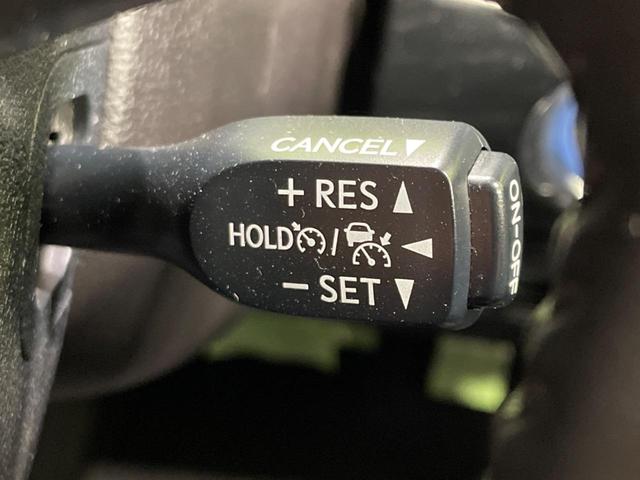 CANCEL▼
+ RES ▲
HOLD / ◀
− SET ▼
ON-OFF